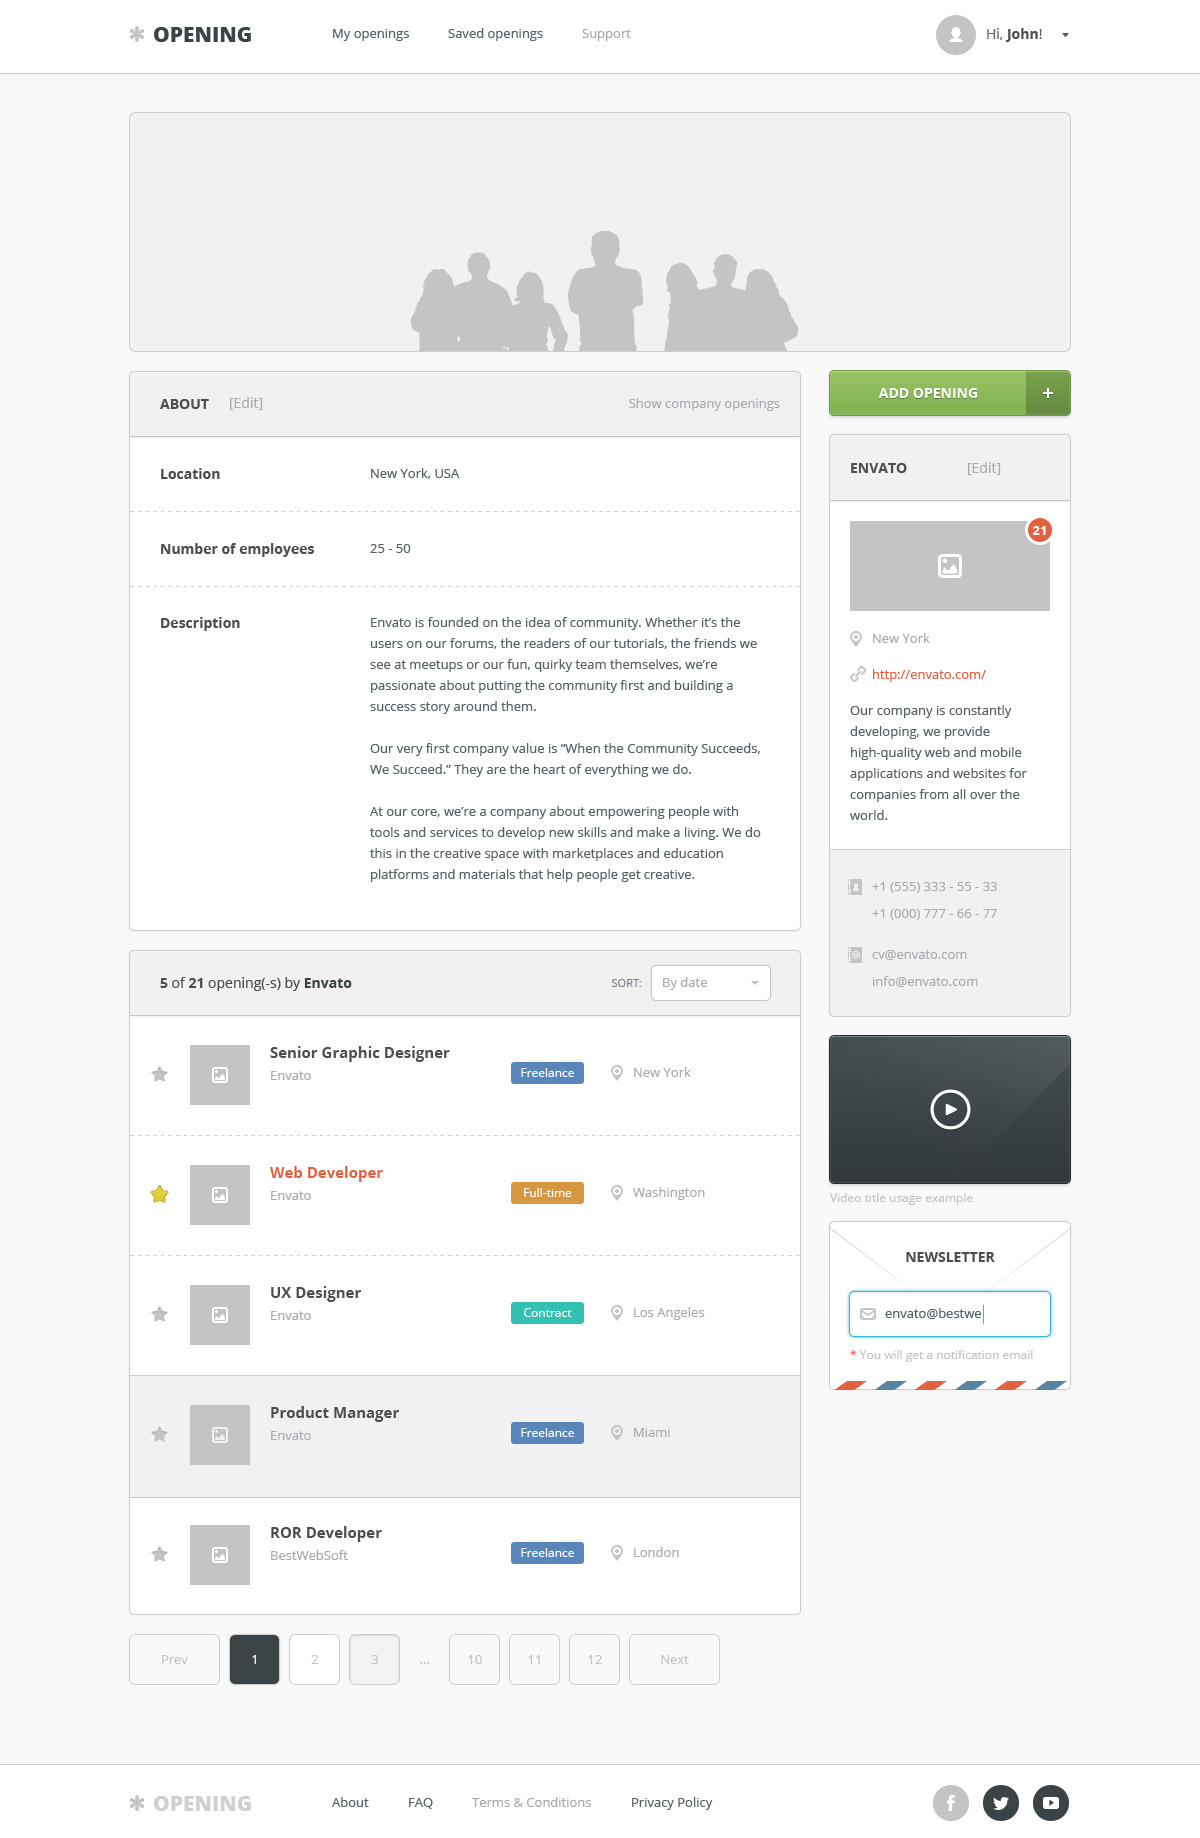 ✱ OPENING
My openings
Saved openings
Support
Hi, John!
ABOUT
[Edit]
Show company openings
Location
New York, USA
Number of employees
25 - 50
Description
Envato is founded on the idea of community. Whether it’s the
users on our forums, the readers of our tutorials, the friends we
see at meetups or our fun, quirky team themselves, we’re
passionate about putting the community first and building a
success story around them.
Our very first company value is “When the Community Succeeds,
We Succeed.” They are the heart of everything we do.
At our core, we’re a company about empowering people with
tools and services to develop new skills and make a living. We do
this in the creative space with marketplaces and education
platforms and materials that help people get creative.
5 of 21 opening(-s) by Envato
SORT:
By date
Senior Graphic Designer
Envato
Freelance
New York
Web Developer
Envato
Full-time
Washington
UX Designer
Envato
Contract
Los Angeles
Product Manager
Envato
Freelance
Miami
ROR Developer
BestWebSoft
Freelance
London
Prev
1
2
3
...
10
11
12
Next
ADD OPENING
+
ENVATO
[Edit]
21
New York
http://envato.com/
Our company is constantly
developing, we provide
high-quality web and mobile
applications and websites for
companies from all over the
world.
+1 (555) 333 - 55 - 33
+1 (000) 777 - 66 - 77
cv@envato.com
info@envato.com
Video title usage example
NEWSLETTER
envato@bestwe
* You will get a notification email
✱ OPENING
About
FAQ
Terms & Conditions
Privacy Policy